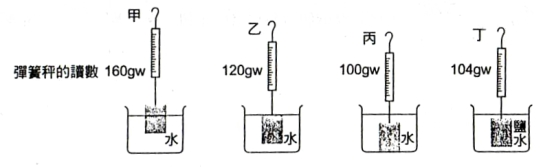 甲 乙 丙 丁
彈簧秤的讀數 160gw 120gw 100gw 104gw
水 水 水 鹽水